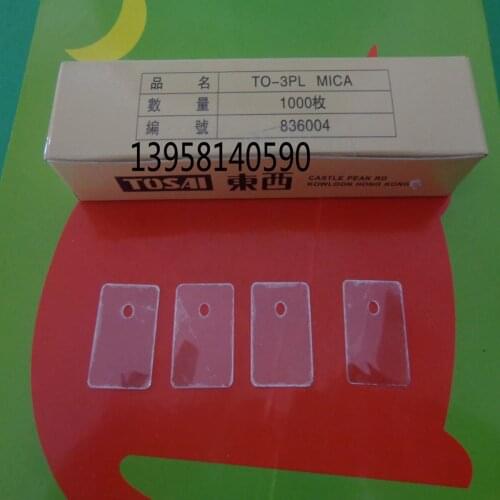 品 名 TO-3PL MICA
數 量 1000枚
編 號 836004
13958140590
TOSAI 東西 CASTLE PEAK RD
KOWLOON HONG KONG